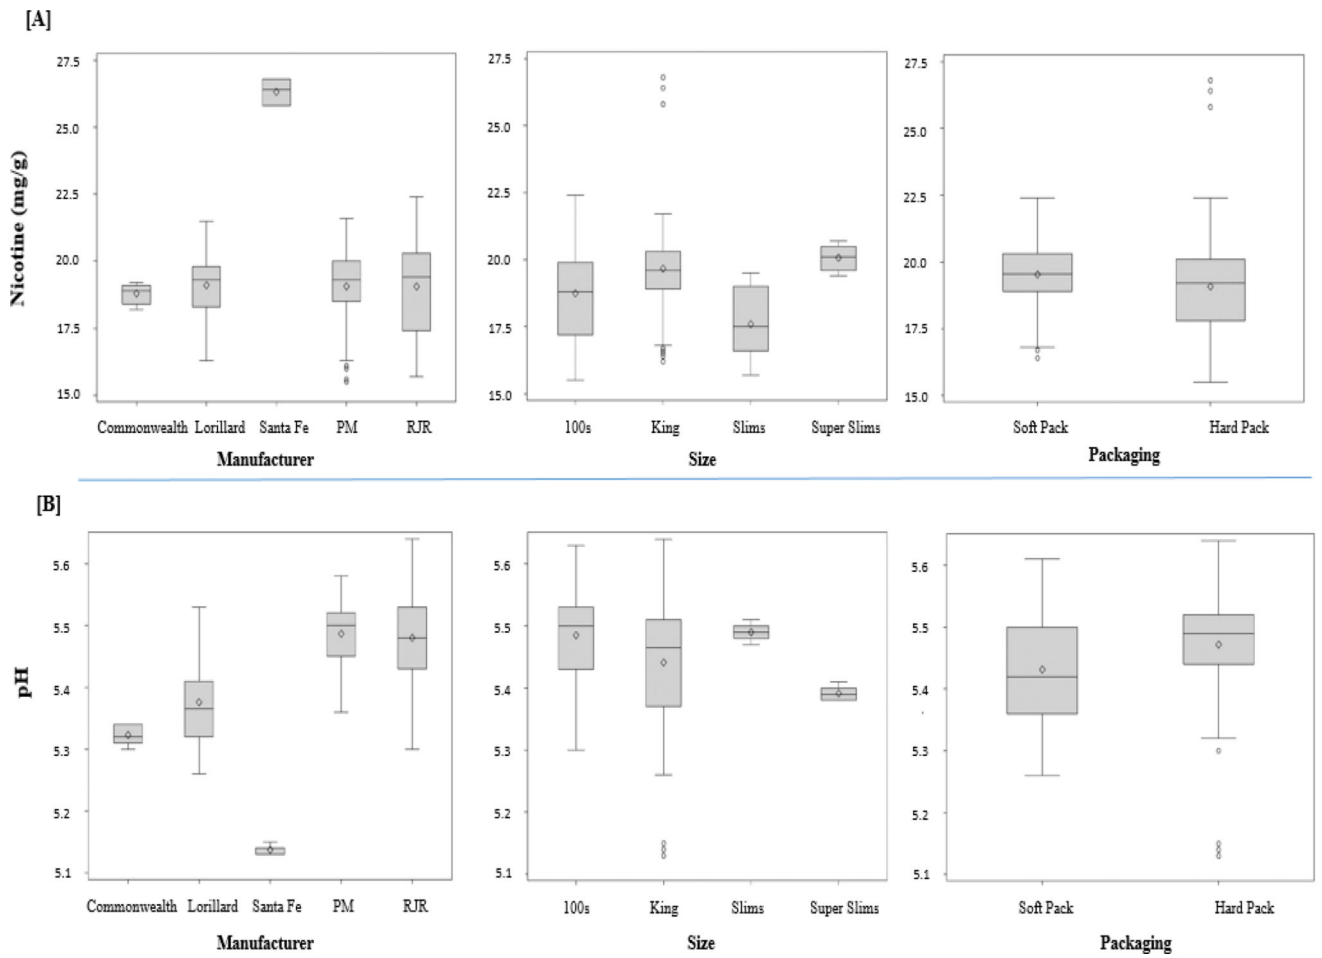 [A]
Nicotine (mg/g)
27.5
25.0
22.5
20.0
17.5
15.0
Commonwealth Lorillard Santa Fe PM RJR
Manufacturer
27.5
25.0
22.5
20.0
17.5
15.0
100s King Slims Super Slims
Size
27.5
25.0
22.5
20.0
17.5
15.0
Soft Pack Hard Pack
Packaging
[B]
pH
5.6
5.5
5.4
5.3
5.2
5.1
Commonwealth Lorillard Santa Fe PM RJR
Manufacturer
5.6
5.5
5.4
5.3
5.2
5.1
100s King Slims Super Slims
Size
5.6
5.5
5.4
5.3
5.2
5.1
Soft Pack Hard Pack
Packaging